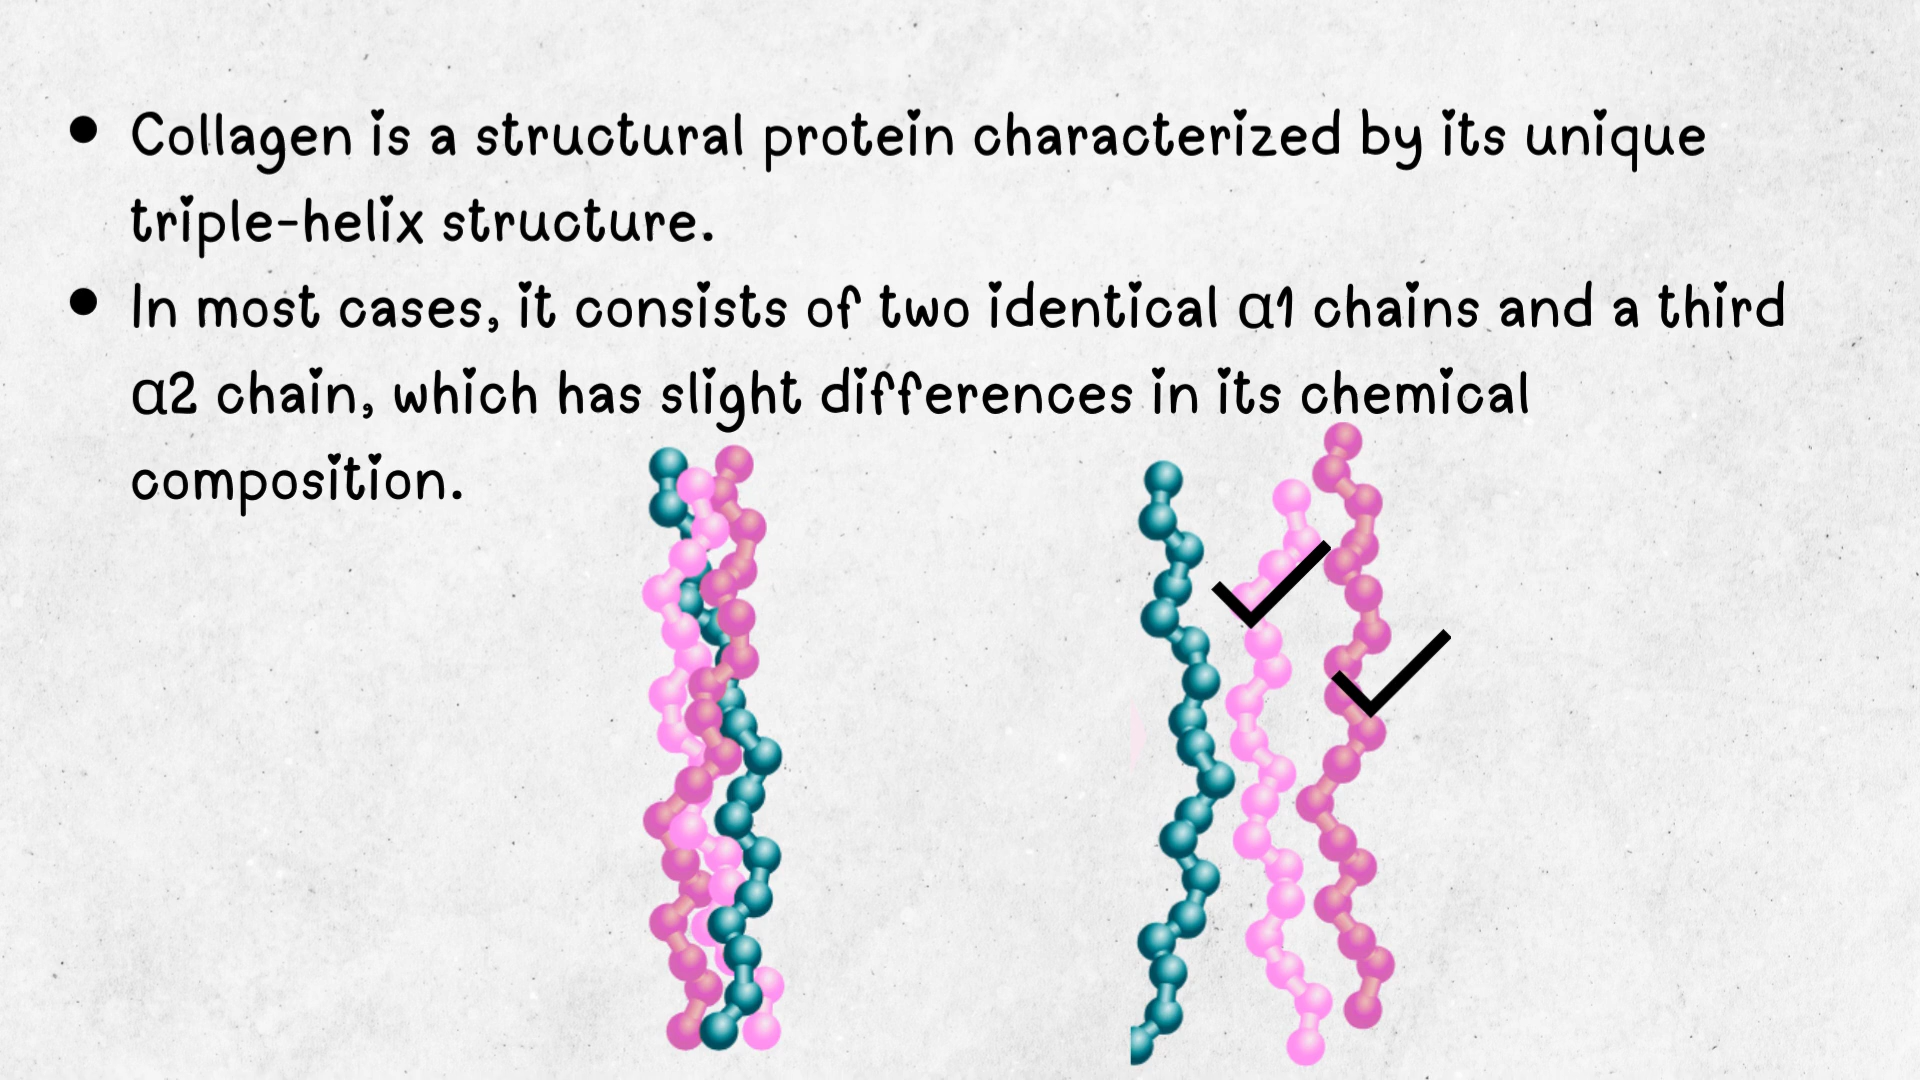 • Collagen is a structural protein characterized by its unique
triple-helix structure.
• In most cases, it consists of two identical α1 chains and a third
α2 chain, which has slight differences in its chemical
composition.